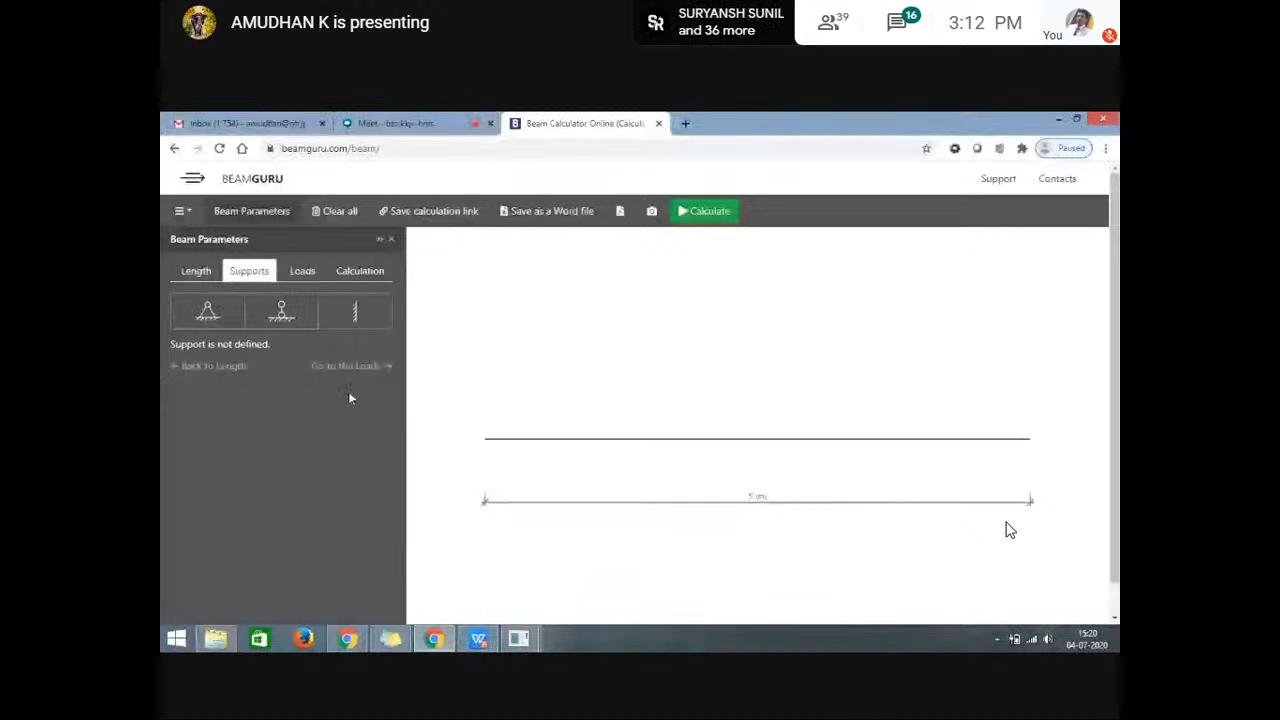 AMUDHAN K is presenting
SR
SURYANSH SUNIL
and 36 more
39
16
3:12 PM
You
Meet
Beam Calculator Online (Calcul
beamguru.com/beam/
Paused
BEAMGURU
Support
Contacts
Beam Parameters
Clear all
Save calculation link
Save as a Word file
Calculate
Beam Parameters
Length
Supports
Loads
Calculation
Support is not defined.
← Back to Length
Go to the Loads →
15:20
04-07-2020